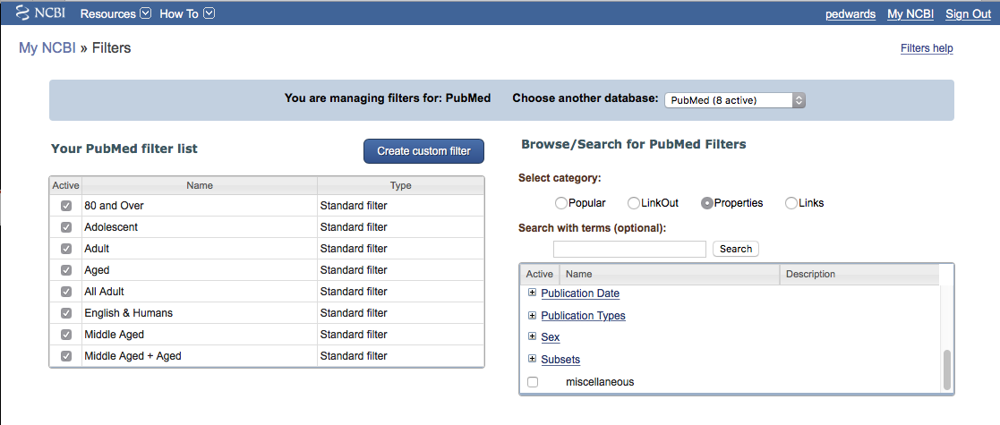 NCBI Resources How To pedwards My NCBI Sign Out
My NCBI » Filters Filters help
You are managing filters for: PubMed Choose another database: PubMed (8 active)
Your PubMed filter list Create custom filter
Active Name Type
80 and Over Standard filter
Adolescent Standard filter
Adult Standard filter
Aged Standard filter
All Adult Standard filter
English & Humans Standard filter
Middle Aged Standard filter
Middle Aged + Aged Standard filter
Browse/Search for PubMed Filters
Select category:
Popular LinkOut Properties Links
Search with terms (optional):
Search
Active Name Description
Publication Date
Publication Types
Sex
Subsets
miscellaneous